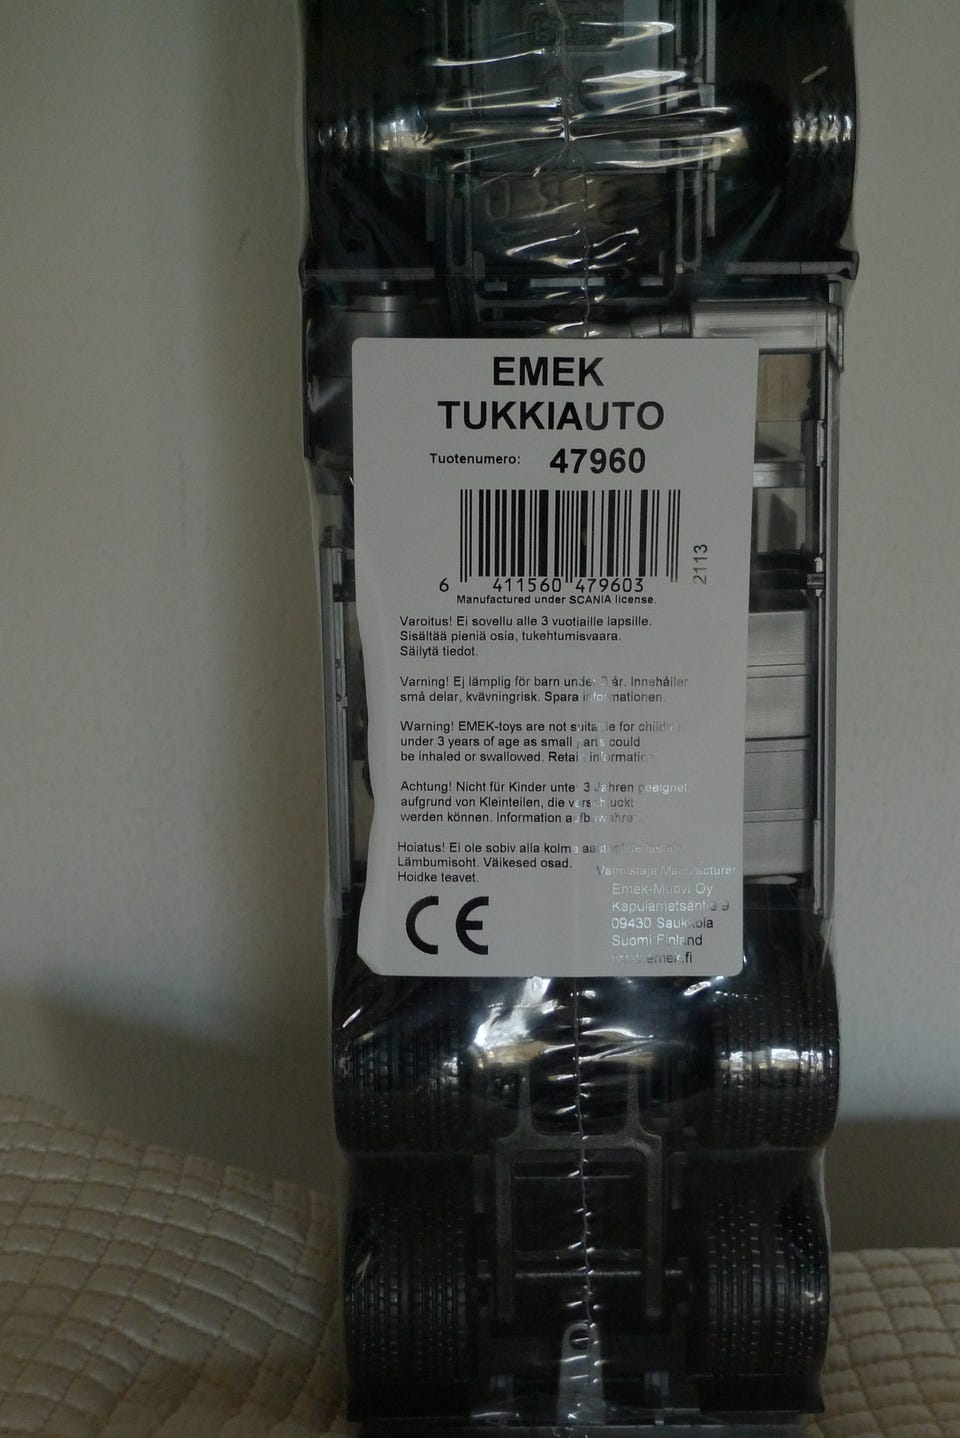 EMEK
TUKKIAUTO
Tuotenumero: 47960
6 411560 479603
2113
Manufactured under SCANIA license.
Varoitus! Ei sovellu alle 3 vuotiaille lapsille.
Sisältää pieniä osia, tukehtumisvaara.
Säilytä tiedot.
Varning! Ej lämplig för barn under 3 år. Innehåller
små delar, kvävningrisk. Spara informationen.
Warning! EMEK-toys are not suitable for children
under 3 years of age as small parts could
be inhaled or swallowed. Retain information
Achtung! Nicht für Kinder unter 3 Jahren geeignet
aufgrund von Kleinteilen, die verschluckt
werden können. Information aufbewahren.
Hoiatus! Ei ole sobiv alla kolme aastastele lastele.
Lämbumisoht. Väikesed osad.
Hoidke teavet.
CE
Valmistaja Manufacturer
Emek-Muovi Oy
Kapulametsäntie 9
09430 Saukkola
Suomi Finland
www.emek.fi